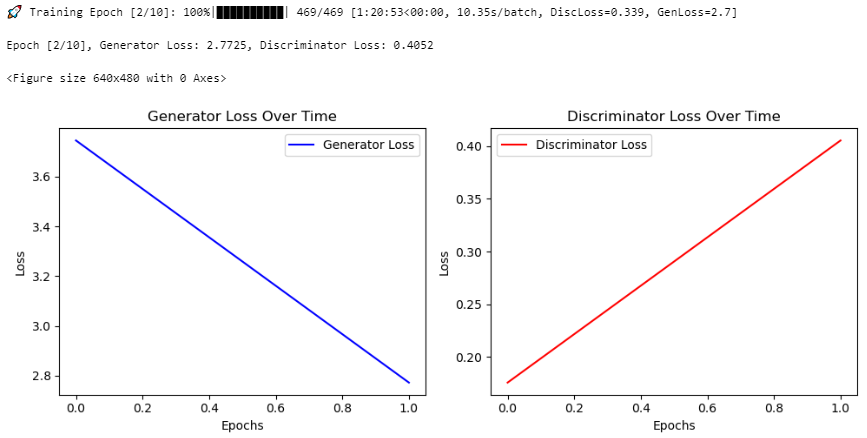 🚀 Training Epoch [2/10]: 100%|██████████| 469/469 [1:20:53<00:00, 10.35s/batch, DiscLoss=0.339, GenLoss=2.7]
Epoch [2/10], Generator Loss: 2.7725, Discriminator Loss: 0.4052
<Figure size 640x480 with 0 Axes>
Generator Loss Over Time
Generator Loss
3.6
3.4
3.2
3.0
2.8
Loss
0.0 0.2 0.4 0.6 0.8 1.0
Epochs
Discriminator Loss Over Time
Discriminator Loss
0.40
0.35
0.30
0.25
0.20
Loss
0.0 0.2 0.4 0.6 0.8 1.0
Epochs